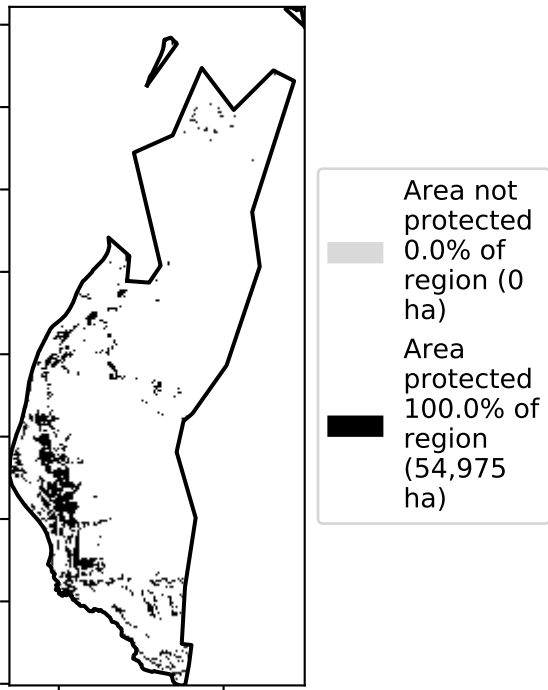 Area not
protected
0.0% of
region (0
ha)
Area
protected
100.0% of
region
(54,975
ha)